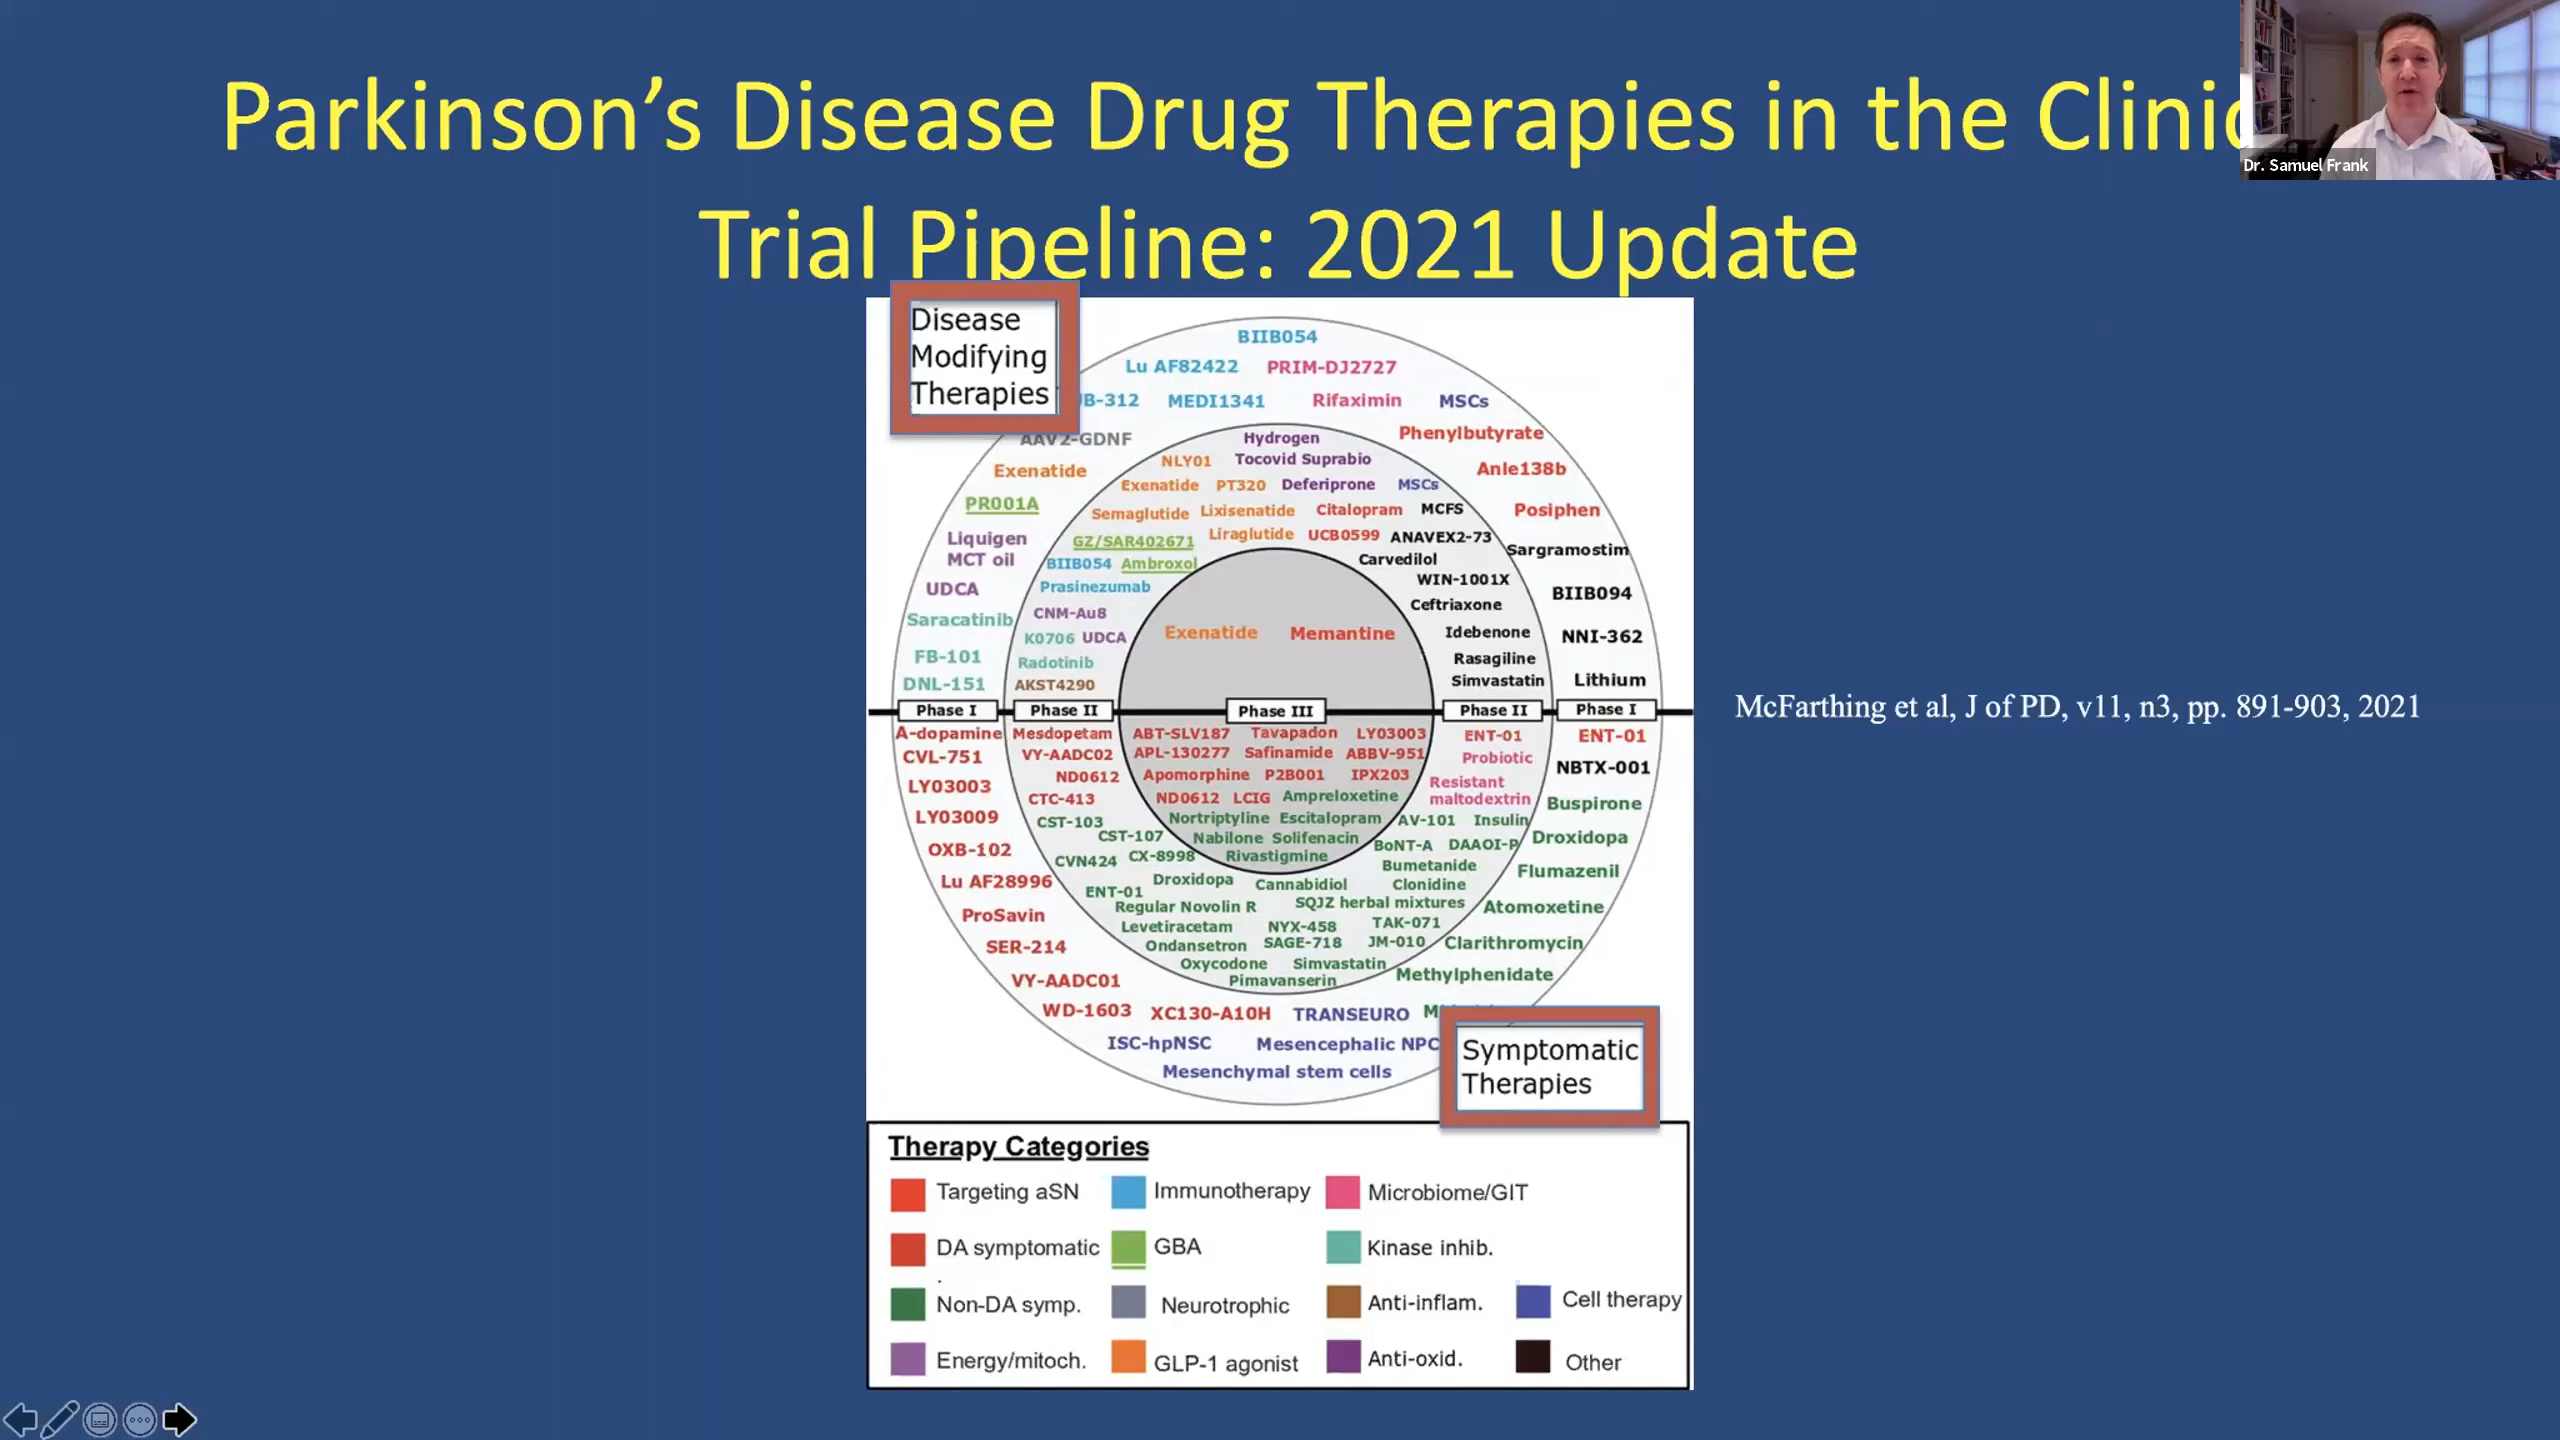 Parkinson's Disease Drug Therapies in the Clinic
Trial Pipeline: 2021 Update
Dr. Samuel Frank
Disease
Modifying
Therapies
BIIB054
Lu AF82422 PRIM-DJ2727
MEDI1341 Rifaximin MSCs
AAV2-GDNF Hydrogen Phenylbutyrate
Exenatide NLY01 Tocovid Suprabio Anle138b
PR001A Exenatide PT320 Deferiprone MSCs
Semaglutide Lixisenatide Citalopram MCFS Posiphen
Liquigen GZ/SAR402671 Liraglutide UCB0599 ANAVEX2-73
MCT oil BIIB054 Ambroxol Carvedilol Sargramostim
UDCA Prasinezumab WIN-1001X BIIB094
Saracatinib CNM-Au8 Ceftriaxone
K0706 UDCA Exenatide Memantine Idebenone NNI-362
FB-101 Radotinib Rasagiline
DNL-151 AKST4290 Simvastatin Lithium
Phase I Phase II Phase III Phase II Phase I
A-dopamine Mesdopetam ABT-SLV187 Tavapadon LY03003 ENT-01 ENT-01
CVL-751 VY-AADC02 APL-130277 Safinamide ABBV-951 Probiotic NBTX-001
LY03003 ND0612 Apomorphine P2B001 IPX203 Resistant
CTC-413 ND0612 LCIG Ampreloxetine maltodextrin Buspirone
LY03009 CST-103 Nortriptyline Escitalopram AV-101 Insulin
CST-107 Nabilone Solifenacin BoNT-A DAAOI-P Droxidopa
OXB-102 CVN424 CX-8998 Rivastigmine Bumetanide Flumazenil
Lu AF28996 ENT-01 Droxidopa Cannabidiol Clonidine
Regular Novolin R SQJZ herbal mixtures Atomoxetine
ProSavin Levetiracetam NYX-458 TAK-071
SER-214 Ondansetron SAGE-718 JM-010 Clarithromycin
Oxycodone Simvastatin Methylphenidate
VY-AADC01 Pimavanserin
WD-1603 XC130-A10H TRANSEURO
ISC-hpNSC Mesencephalic NPC
Mesenchymal stem cells
Symptomatic
Therapies
McFarthing et al, J of PD, v11, n3, pp. 891-903, 2021
Therapy Categories
Targeting aSN Immunotherapy Microbiome/GIT
DA symptomatic GBA Kinase inhib.
Non-DA symp. Neurotrophic Anti-inflam. Cell therapy
Energy/mitoch. GLP-1 agonist Anti-oxid. Other